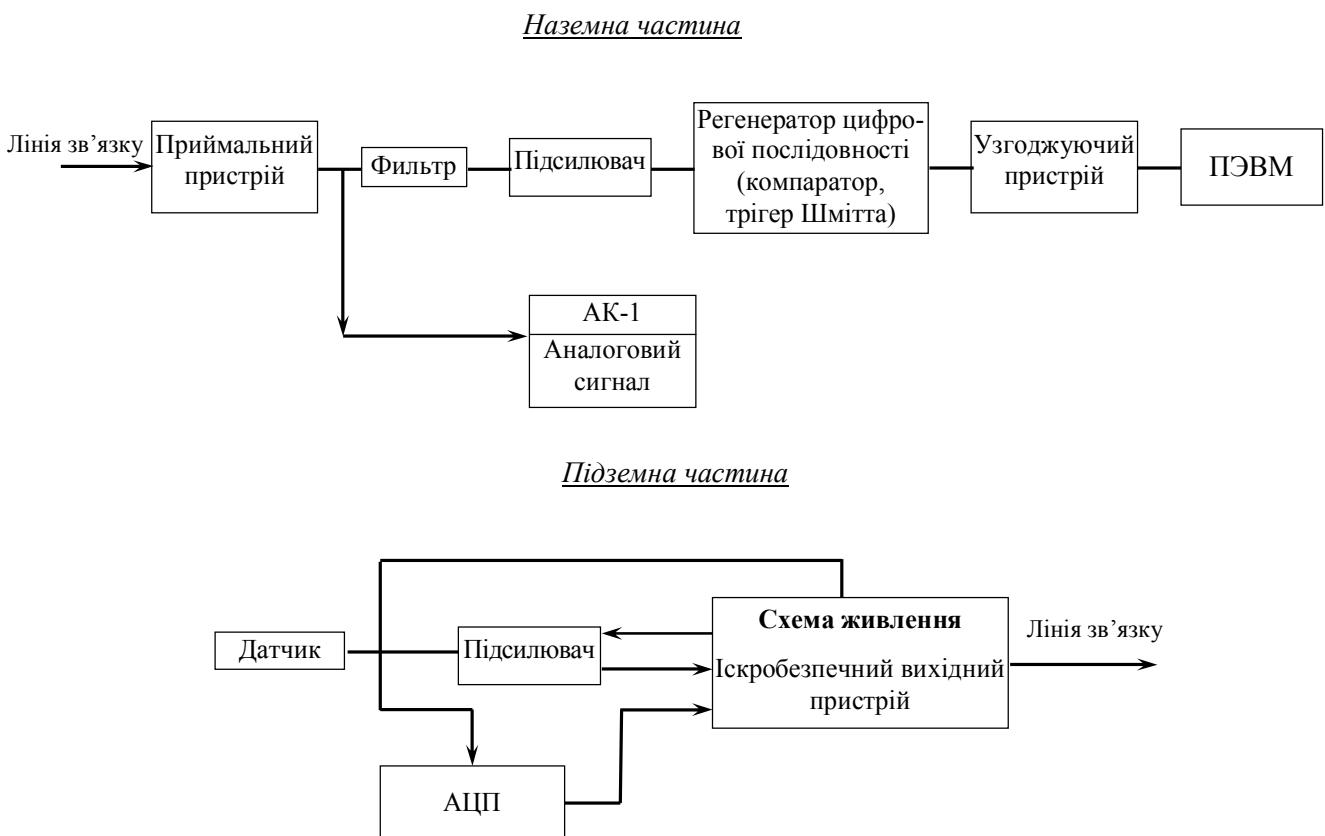 Наземна частина
Лінія зв’язку
Приймальний
пристрій
Фильтр
Підсилювач
Регенератор цифро-
вої послідовності
(компаратор,
трігер Шмітта)
Узгоджуючий
пристрій
ПЭВМ
АК-1
Аналоговий
сигнал
Підземна частина
Датчик
Підсилювач
Схема живлення
Іскробезпечний вихідний
пристрій
Лінія зв’язку
АЦП